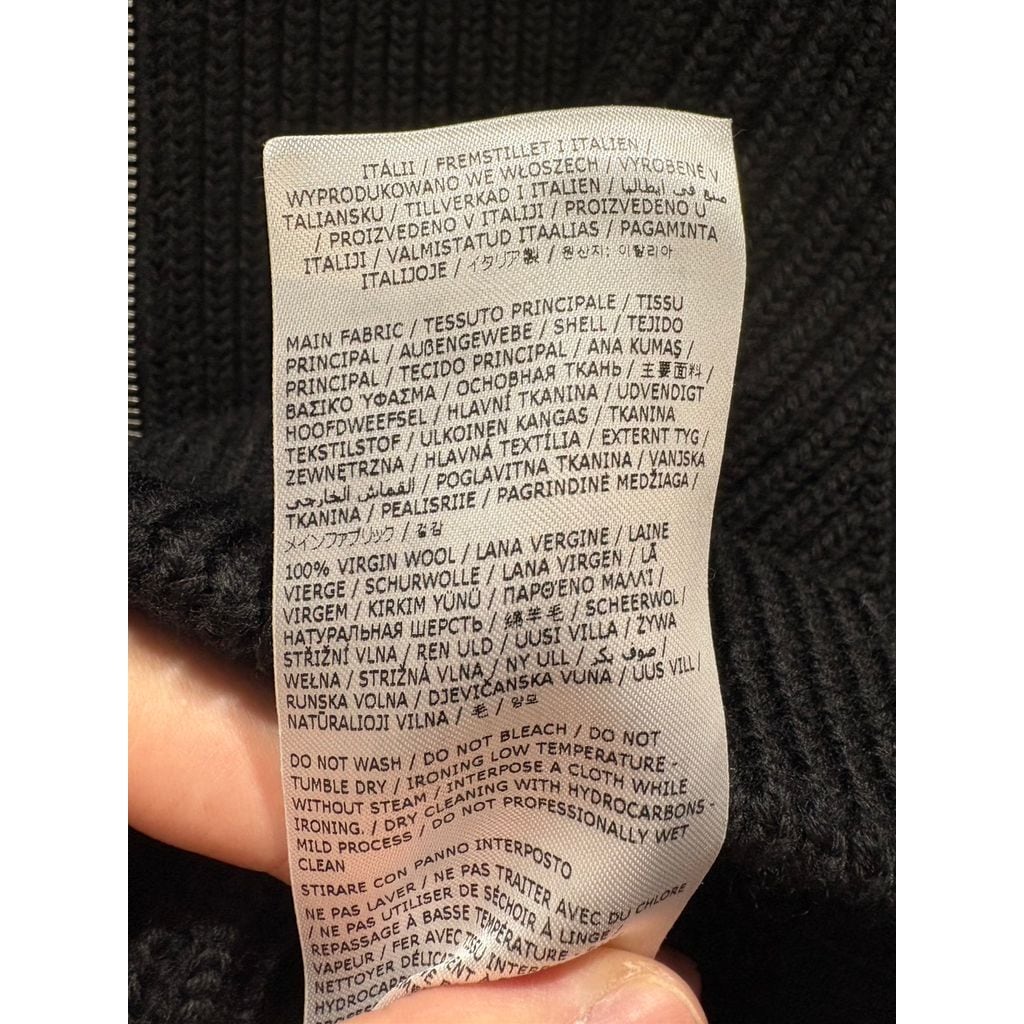 ITÁLII / FREMSTILLET I ITALIEN /
WYPRODUKOWANO WE WŁOSZECH / VYROBENÉ V
TALIANSKU / TILLVERKAD I ITALIEN / صنع في ايطاليا
/ PROIZVEDENO V ITALIJI / PROIZVEDENO U
ITALIJI / VALMISTATUD ITAALIAS / PAGAMINTA
ITALIJOJE / イタリア製 / 원산지: 이탈리아
MAIN FABRIC / TESSUTO PRINCIPALE / TISSU
PRINCIPAL / AUßENGEWEBE / SHELL / TEJIDO
PRINCIPAL / TECIDO PRINCIPAL / ANA KUMAŞ /
ΒΑΣΙΚΟ ΎΦΑΣΜΑ / ОСНОВНАЯ ТКАНЬ / 主要面料 /
HOOFDWEEFSEL / HLAVNÍ TKANINA / UDVENDIGT
TEKSTILSTOF / ULKOINEN KANGAS / TKANINA
ZEWNĘTRZNA / HLAVNÁ TEXTÍLIA / EXTERNT TYG /
القماش الخارجي / POGLAVITNA TKANINA / VANJSKA
TKANINA / PEALISRIIE / PAGRINDINĖ MEDŽIAGA /
メインファブリック / 겉감
100% VIRGIN WOOL / LANA VERGINE / LAINE
VIERGE / SCHURWOLLE / LANA VIRGEN / LÃ
VIRGEM / KIRKIM YÜNÜ / ΠΑΡΘΈΝΟ ΜΑΛΛΊ /
НАТУРАЛЬНАЯ ШЕРСТЬ / 绵羊毛 / SCHEERWOL /
STŘIŽNÍ VLNA / REN ULD / UUSI VILLA / ŻYWA
WEŁNA / STRIŽNÁ VLNA / NY ULL / صوف بكر /
RUNSKA VOLNA / DJEVIČANSKA VUNA / UUS VILL /
NATŪRALIOJI VILNA / 毛 / 양모
DO NOT WASH / DO NOT BLEACH / DO NOT
TUMBLE DRY / IRONING LOW TEMPERATURE -
WITHOUT STEAM / INTERPOSE A CLOTH WHILE
IRONING. / DRY CLEANING WITH HYDROCARBONS -
MILD PROCESS / DO NOT PROFESSIONALLY WET
CLEAN
STIRARE CON PANNO INTERPOSTO
NE PAS LAVER / NE PAS TRAITER AVEC DU CHLORE
/ NE PAS UTILISER DE SÉCHOIR À LINGE
REPASSAGE À BASSE TEMPÉRATURE -
VAPEUR / FER AVEC TISSU
NETTOYER